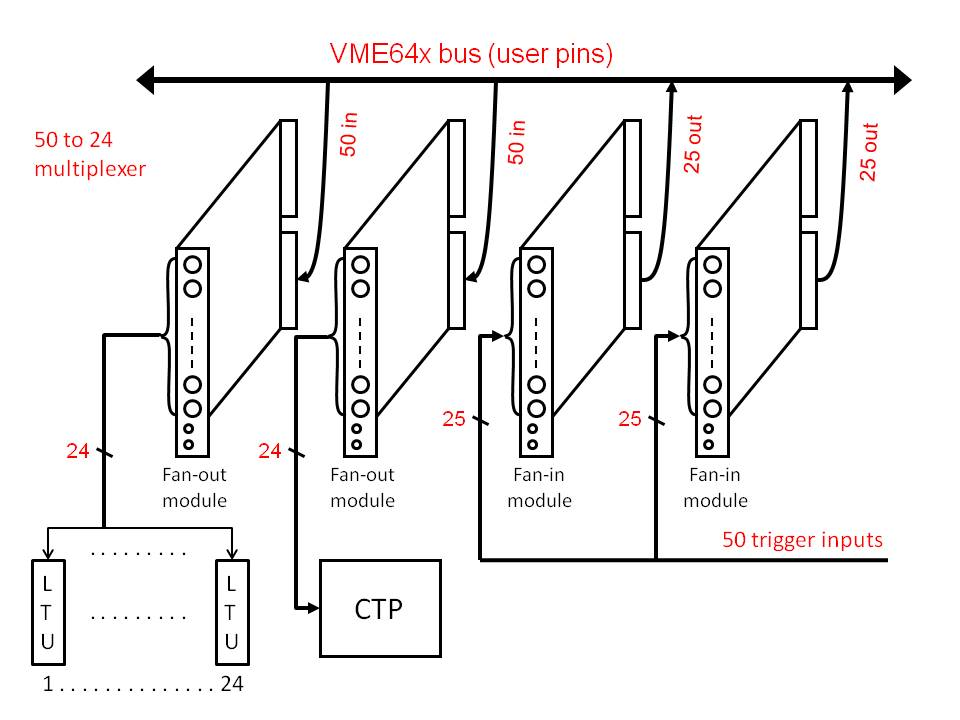 VME64x bus (user pins)
50 to 24
multiplexer
50 in
50 in
25 out
25 out
24
24
25
25
Fan-out
module
Fan-out
module
Fan-in
module
Fan-in
module
50 trigger inputs
. . . . . . . . .
L
T
U
. . . . . . . . .
L
T
U
CTP
1 . . . . . . . . . . . . . . 24